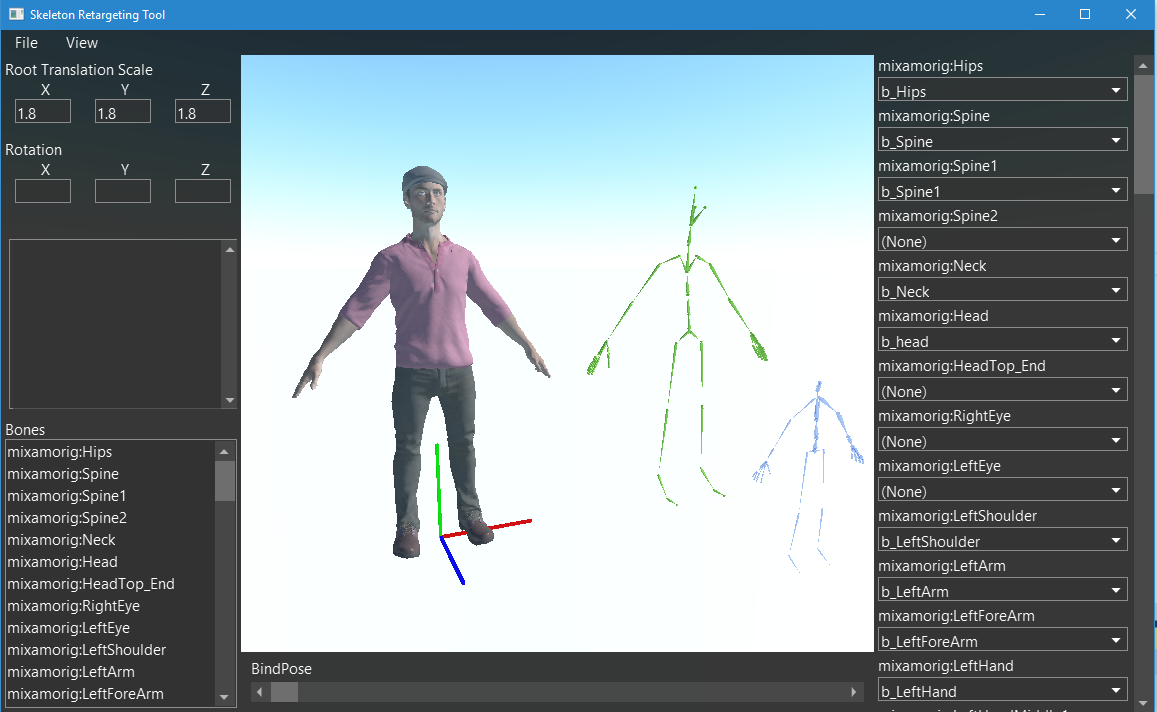 Skeleton Retargeting Tool
File View
Root Translation Scale
X Y Z
1.8 1.8 1.8
Rotation
X Y Z
Bones
mixamorig:Hips
mixamorig:Spine
mixamorig:Spine1
mixamorig:Spine2
mixamorig:Neck
mixamorig:Head
mixamorig:HeadTop_End
mixamorig:RightEye
mixamorig:LeftEye
mixamorig:LeftShoulder
mixamorig:LeftArm
mixamorig:LeftForeArm
BindPose
mixamorig:Hips
b_Hips
mixamorig:Spine
b_Spine
mixamorig:Spine1
b_Spine1
mixamorig:Spine2
(None)
mixamorig:Neck
b_Neck
mixamorig:Head
b_head
mixamorig:HeadTop_End
(None)
mixamorig:RightEye
(None)
mixamorig:LeftEye
(None)
mixamorig:LeftShoulder
b_LeftShoulder
mixamorig:LeftArm
b_LeftArm
mixamorig:LeftForeArm
b_LeftForeArm
mixamorig:LeftHand
b_LeftHand